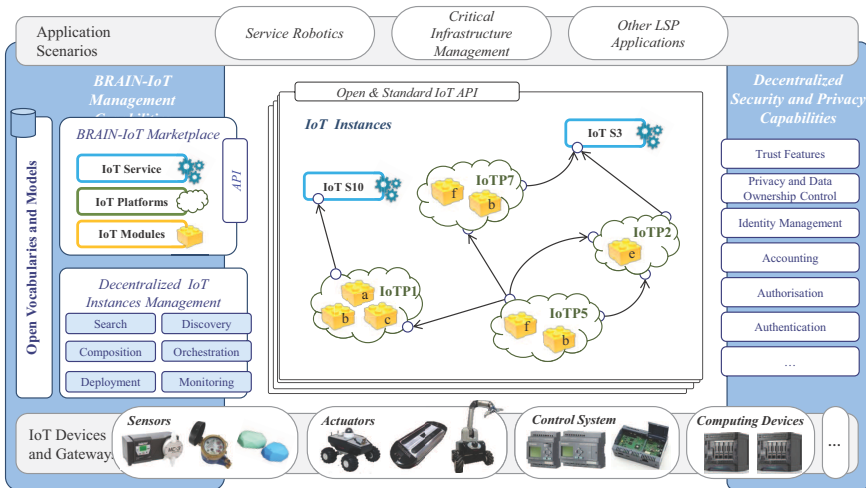 Application
Scenarios
Service Robotics
Critical
Infrastructure
Management
Other LSP
Applications
BRAIN-IoT
Management
Open Vocabularies and Models
BRAIN-IoT Marketplace
IoT Service
IoT Platforms
IoT Modules
API
Decentralized IoT
Instances Management
Search
Discovery
Composition
Orchestration
Deployment
Monitoring
Open & Standard IoT API
IoT Instances
IoT S3
IoT S10
IoTP7
f
b
IoTP2
e
IoTP1
a
b
c
IoTP5
f
b
Decentralized
Security and Privacy
Capabilities
Trust Features
Privacy and Data
Ownership Control
Identity Management
Accounting
Authorisation
Authentication
...
IoT Devices
and Gateways
Sensors
Actuators
Control System
Computing Devices
...